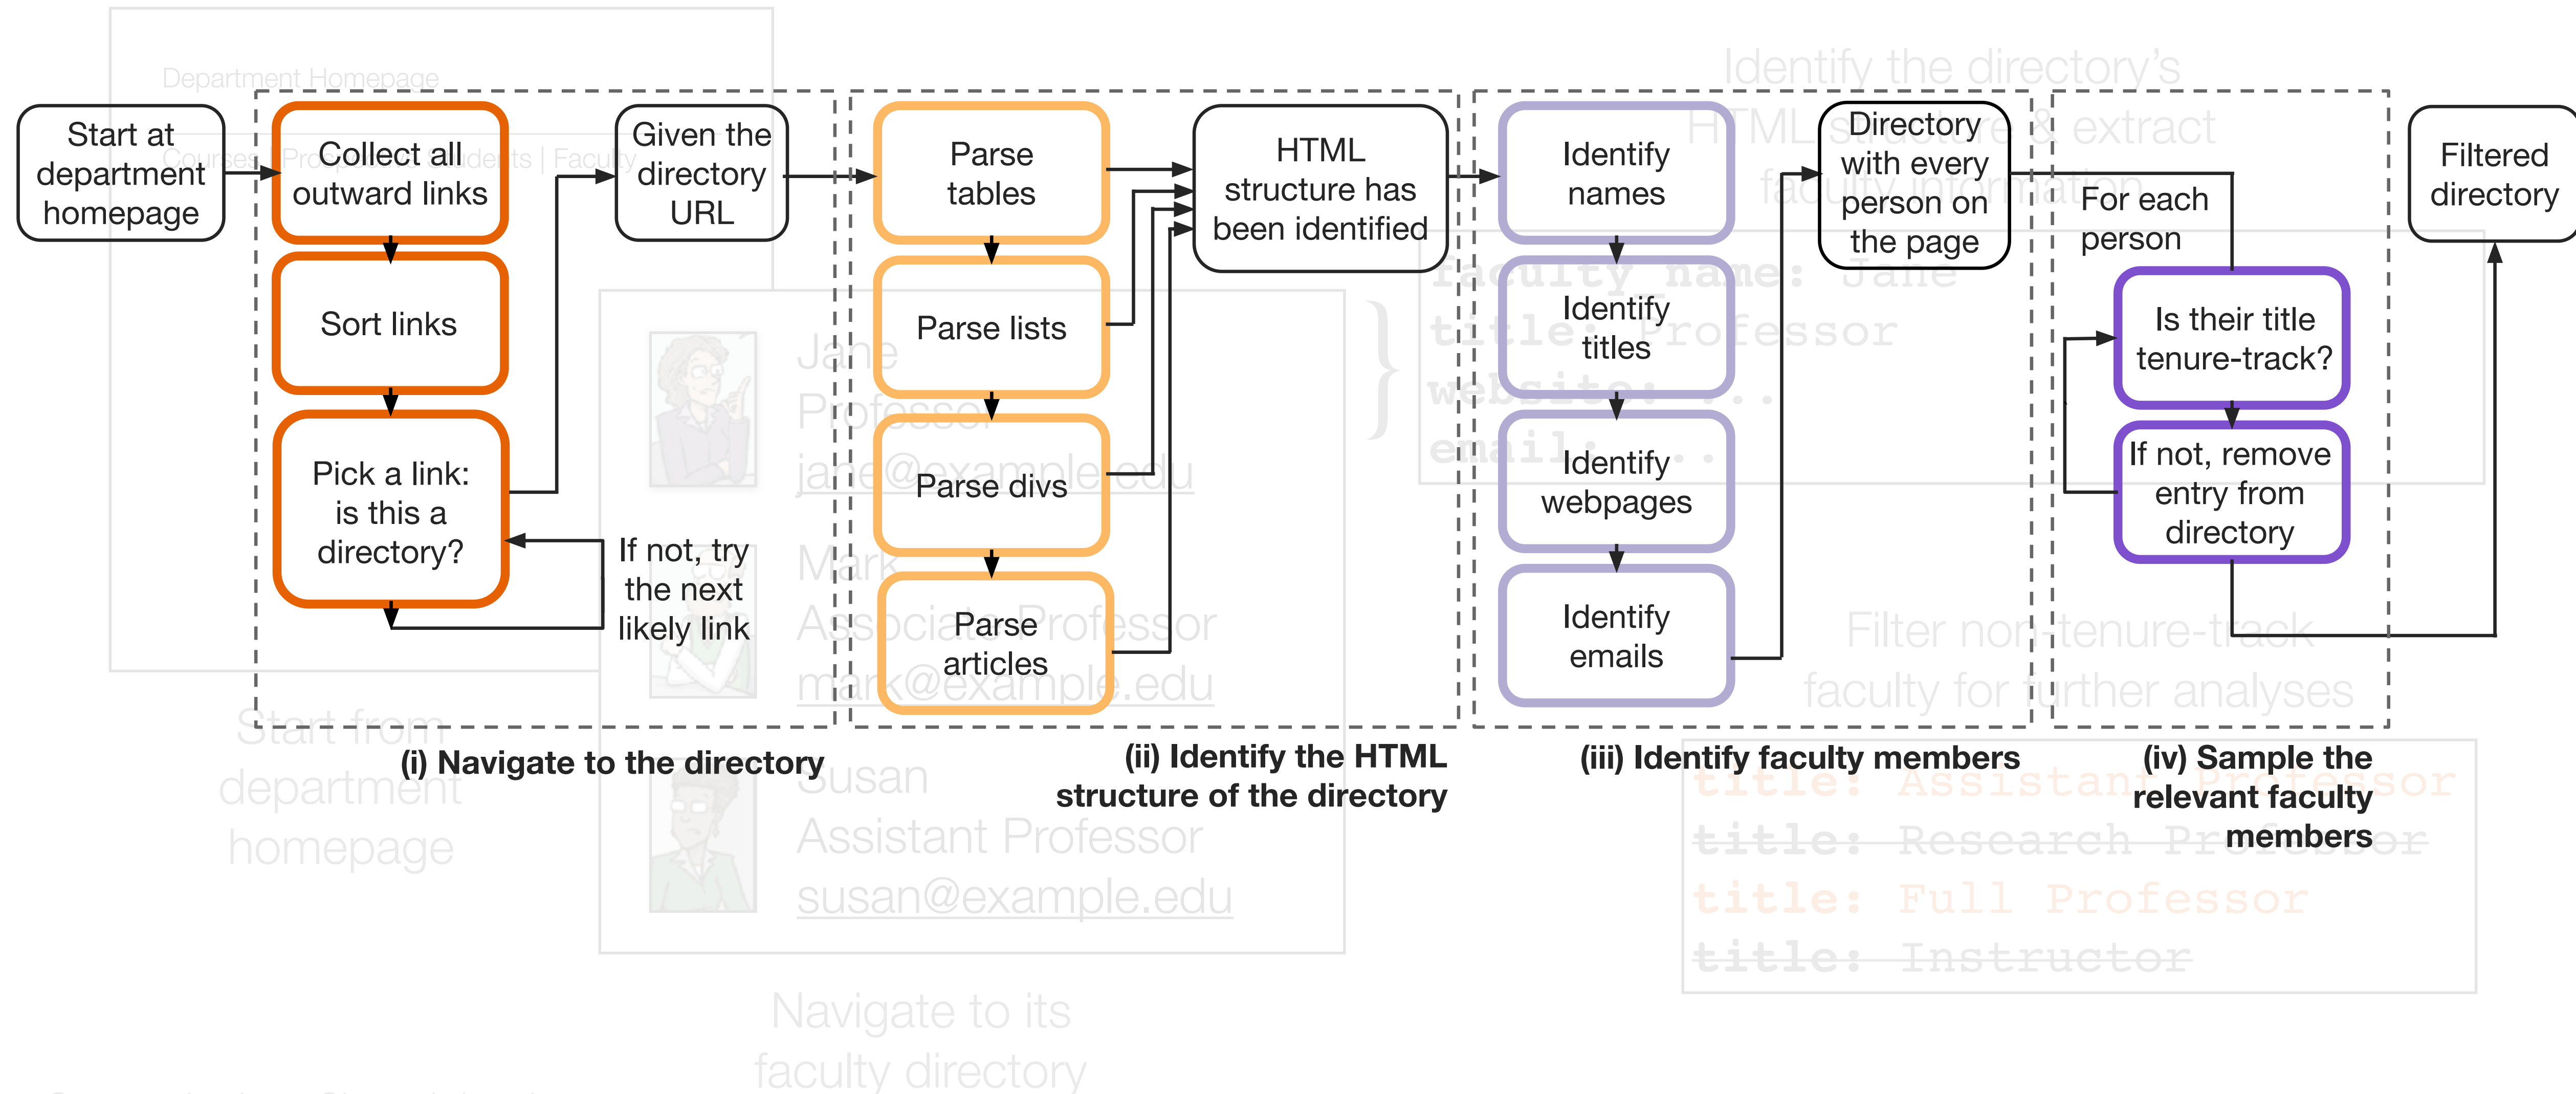 Department Homepage
Courses | Prospective Students | Faculty
Start at
department
homepage
Collect all
outward links
Sort links
Pick a link:
is this a
directory?
If not, try
the next
likely link
Given the
directory
URL
(i) Navigate to the directory
Parse
tables
Parse lists
Parse divs
Parse
articles
HTML
structure has
been identified
(ii) Identify the HTML
structure of the directory
Identify
names
Identify
titles
Identify
webpages
Identify
emails
Directory
with every
person on
the page
(iii) Identify faculty members
For each
person
Is their title
tenure-track?
If not, remove
entry from
directory
(iv) Sample the
relevant faculty
members
Filtered
directory
Start from
department
homepage
Jane
Professor
jane@example.edu
Mark
Associate Professor
mark@example.edu
Susan
Assistant Professor
susan@example.edu
Navigate to its
faculty directory
Identify the directory's
HTML structure & extract
faculty information
faculty_name: Jane
title: Professor
website: ...
email: ...
Filter non-tenure-track
faculty for further analyses
title: Assistant Professor
title: Research Professor
title: Full Professor
title: Instructor